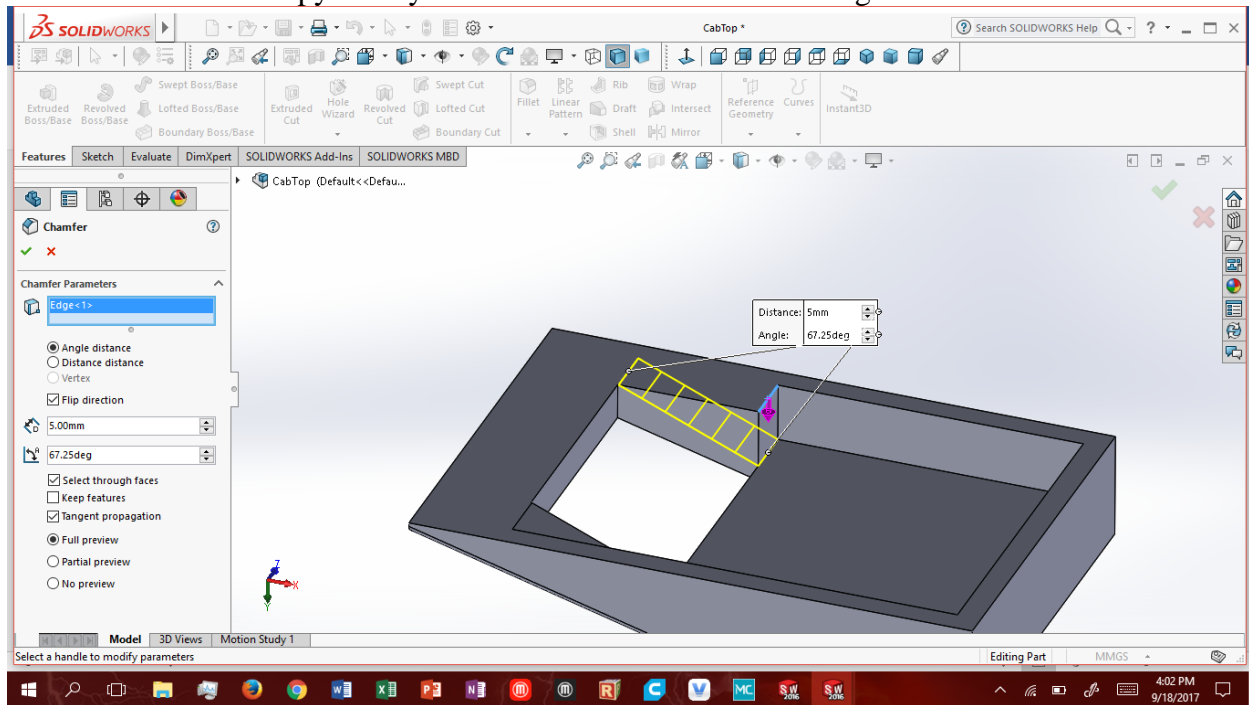 SOLIDWORKS
CabTop *
Search SOLIDWORKS Help
Extruded Boss/Base
Revolved Boss/Base
Swept Boss/Base
Lofted Boss/Base
Boundary Boss/Base
Extruded Cut
Hole Wizard
Revolved Cut
Swept Cut
Lofted Cut
Boundary Cut
Fillet
Linear Pattern
Rib
Draft
Shell
Wrap
Intersect
Mirror
Reference Geometry
Curves
Instant3D
Features Sketch Evaluate DimXpert SOLIDWORKS Add-Ins SOLIDWORKS MBD
CabTop (Default<<Defau...
Chamfer
Chamfer Parameters
Edge<1>
Angle distance
Distance distance
Vertex
Flip direction
5.00mm
67.25deg
Select through faces
Keep features
Tangent propagation
Full preview
Partial preview
No preview
Distance: 5mm
Angle: 67.25deg
Z
X
Y
Model 3D Views Motion Study 1
Select a handle to modify parameters
Editing Part MMGS
4:02 PM
9/18/2017